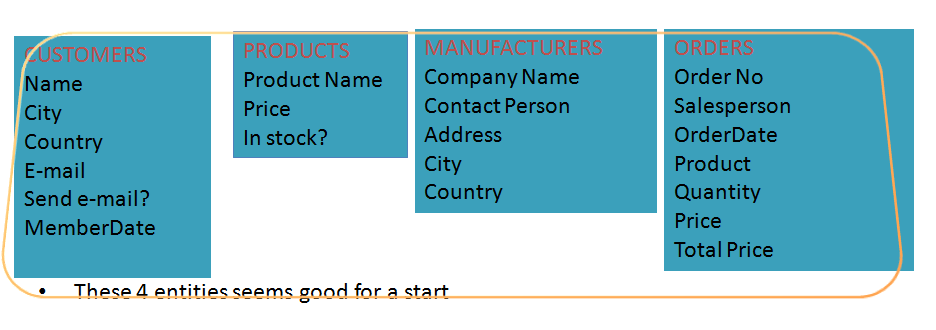 CUSTOMERS
Name
City
Country
E-mail
Send e-mail?
MemberDate
PRODUCTS
Product Name
Price
In stock?
MANUFACTURERS
Company Name
Contact Person
Address
City
Country
ORDERS
Order No
Salesperson
OrderDate
Product
Quantity
Price
Total Price
• These 4 entities seems good for a start